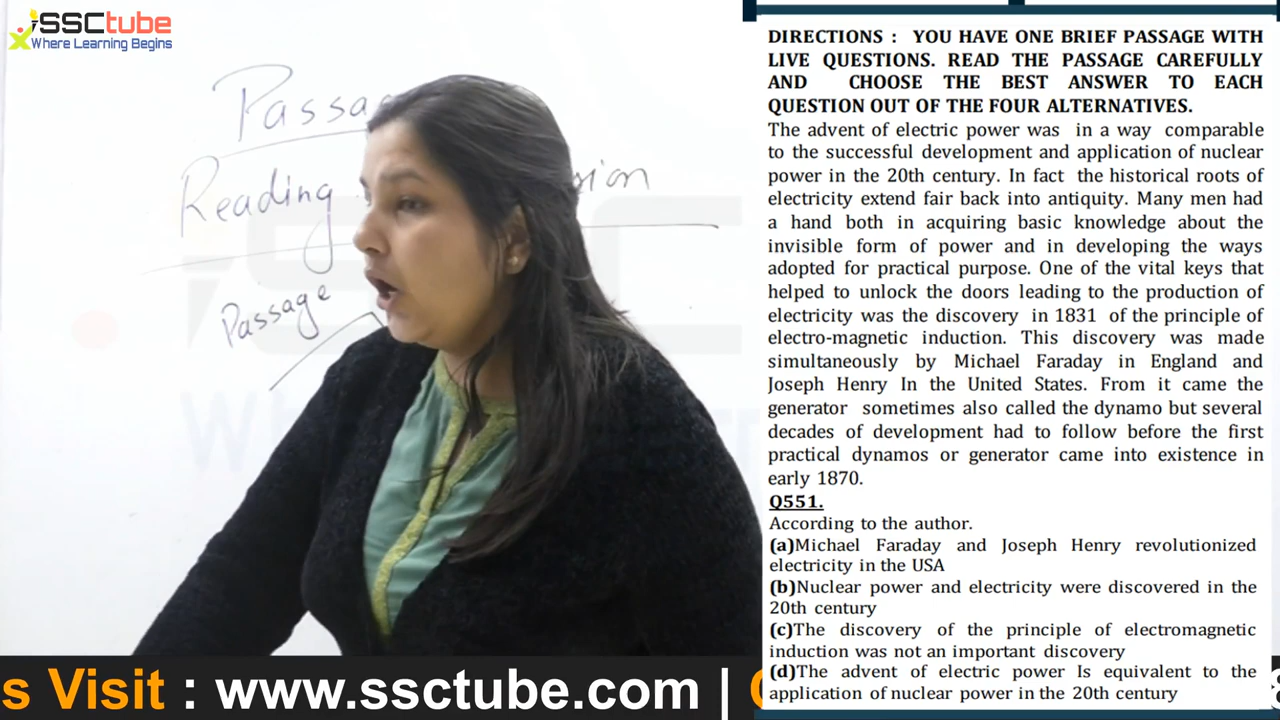 SSCtube
Where Learning Begins
Passa
Reading
sion
Passage
DIRECTIONS : YOU HAVE ONE BRIEF PASSAGE WITH
LIVE QUESTIONS. READ THE PASSAGE CAREFULLY
AND CHOOSE THE BEST ANSWER TO EACH
QUESTION OUT OF THE FOUR ALTERNATIVES.
The advent of electric power was in a way comparable
to the successful development and application of nuclear
power in the 20th century. In fact the historical roots of
electricity extend fair back into antiquity. Many men had
a hand both in acquiring basic knowledge about the
invisible form of power and in developing the ways
adopted for practical purpose. One of the vital keys that
helped to unlock the doors leading to the production of
electricity was the discovery in 1831 of the principle of
electro-magnetic induction. This discovery was made
simultaneously by Michael Faraday in England and
Joseph Henry In the United States. From it came the
generator sometimes also called the dynamo but several
decades of development had to follow before the first
practical dynamos or generator came into existence in
early 1870.
Q551.
According to the author.
(a)Michael Faraday and Joseph Henry revolutionized
electricity in the USA
(b)Nuclear power and electricity were discovered in the
20th century
(c)The discovery of the principle of electromagnetic
induction was not an important discovery
(d)The advent of electric power Is equivalent to the
application of nuclear power in the 20th century
s Visit : www.ssctube.com |